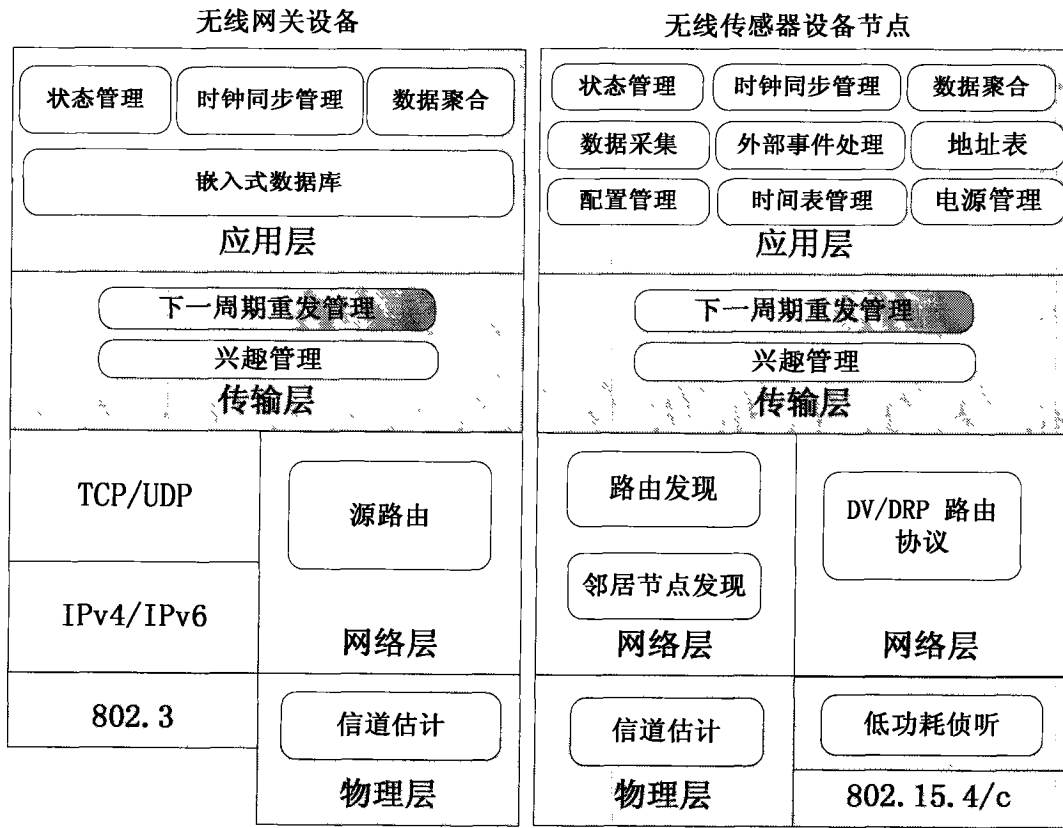 无线网关设备
状态管理
时钟同步管理
数据聚合
嵌入式数据库
应用层
下一周期重发管理
兴趣管理
传输层
TCP/UDP
源路由
IPv4/IPv6
网络层
802.3
信道估计
物理层
无线传感器设备节点
状态管理
时钟同步管理
数据聚合
数据采集
外部事件处理
地址表
配置管理
时间表管理
电源管理
应用层
下一周期重发管理
兴趣管理
传输层
路由发现
DV/DRP 路由
协议
邻居节点发现
网络层
网络层
信道估计
低功耗侦听
物理层
802.15.4/c